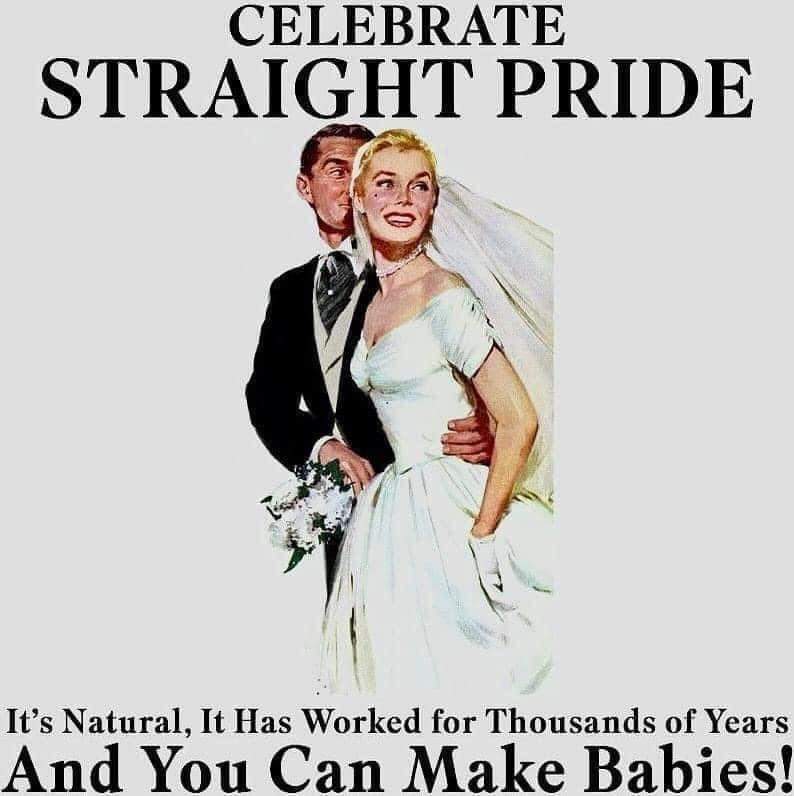 CELEBRATE
STRAIGHT PRIDE
It's Natural, It Has Worked for Thousands of Years
And You Can Make Babies!